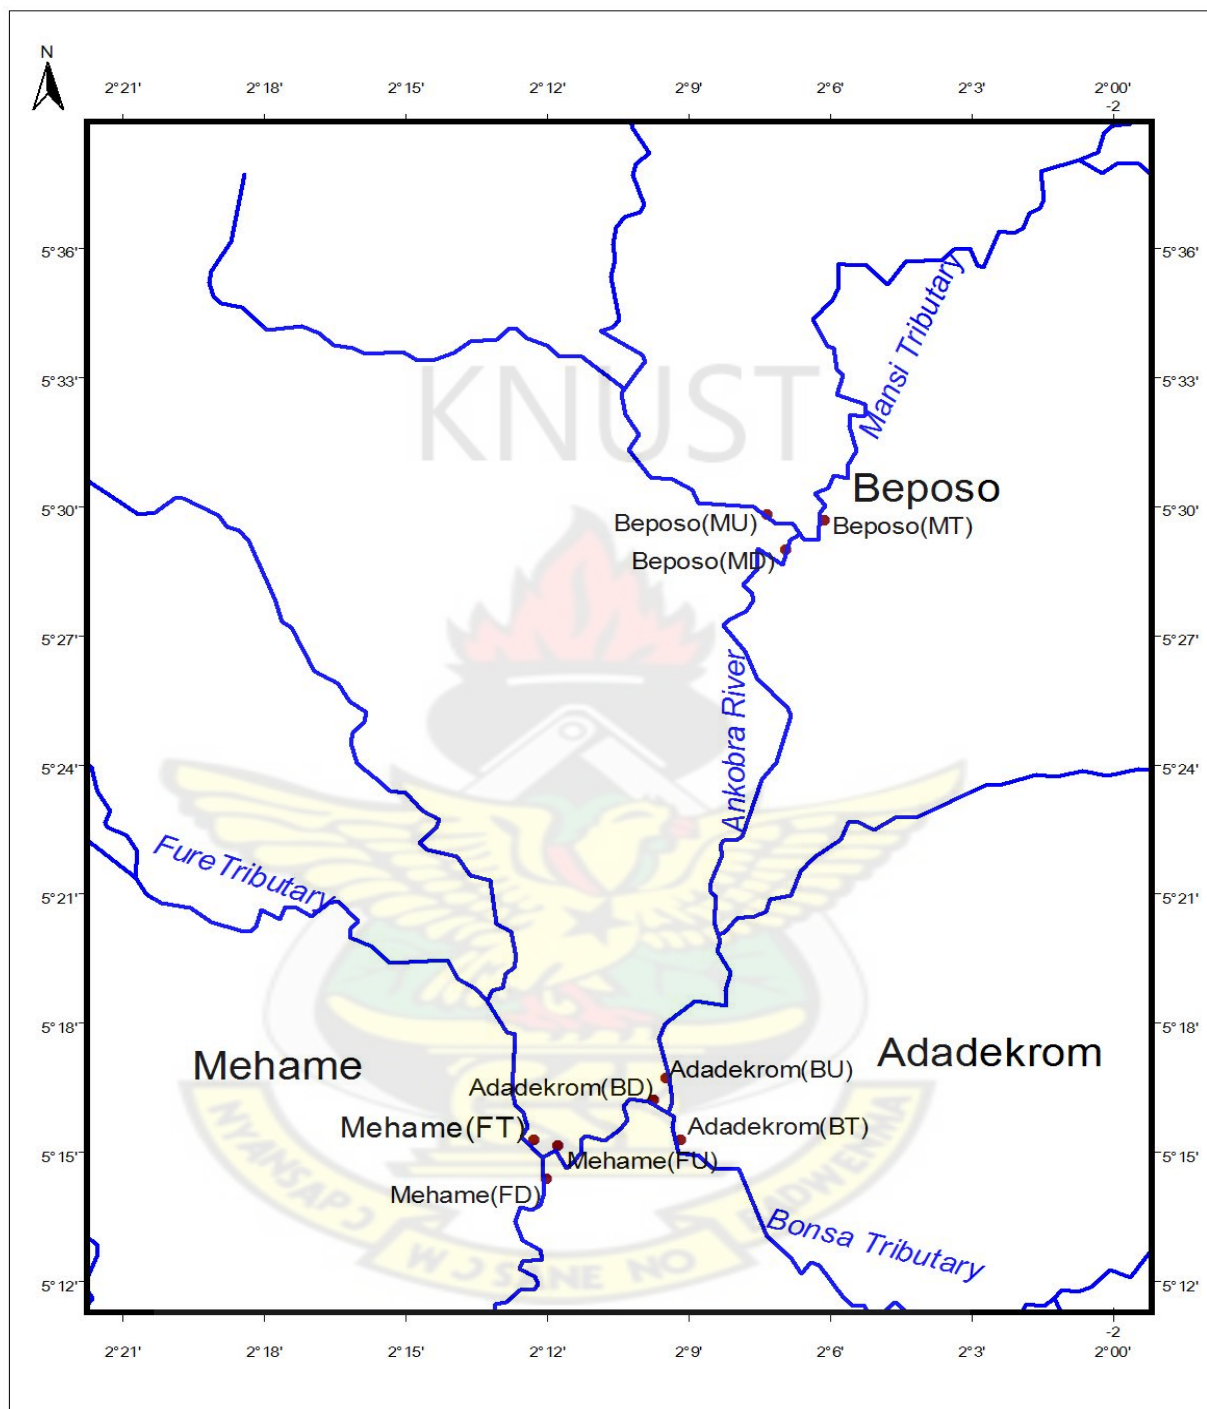 N
2°21' 2°18' 2°15' 2°12' 2°9' 2°6' 2°3' 2°00'
-2
5°36' 5°36'
Mansi Tributary
KNUST
5°33' 5°33'
Beposo
5°30' 5°30'
Beposo(MU) Beposo(MT)
Beposo(MD)
5°27' 5°27'
Ankobra River
5°24' 5°24'
Fure Tributary
5°21' 5°21'
5°18' 5°18'
Mehame Adadekrom
Adadekrom(BU)
Adadekrom(BD)
Mehame(FT) Adadekrom(BT)
5°15' 5°15'
Mehame(FU)
Mehame(FD)
NYANSAPƆ WƆSANE NO BADWEMMA
Bonsa Tributary
5°12' 5°12'
-2
2°21' 2°18' 2°15' 2°12' 2°9' 2°6' 2°3' 2°00'